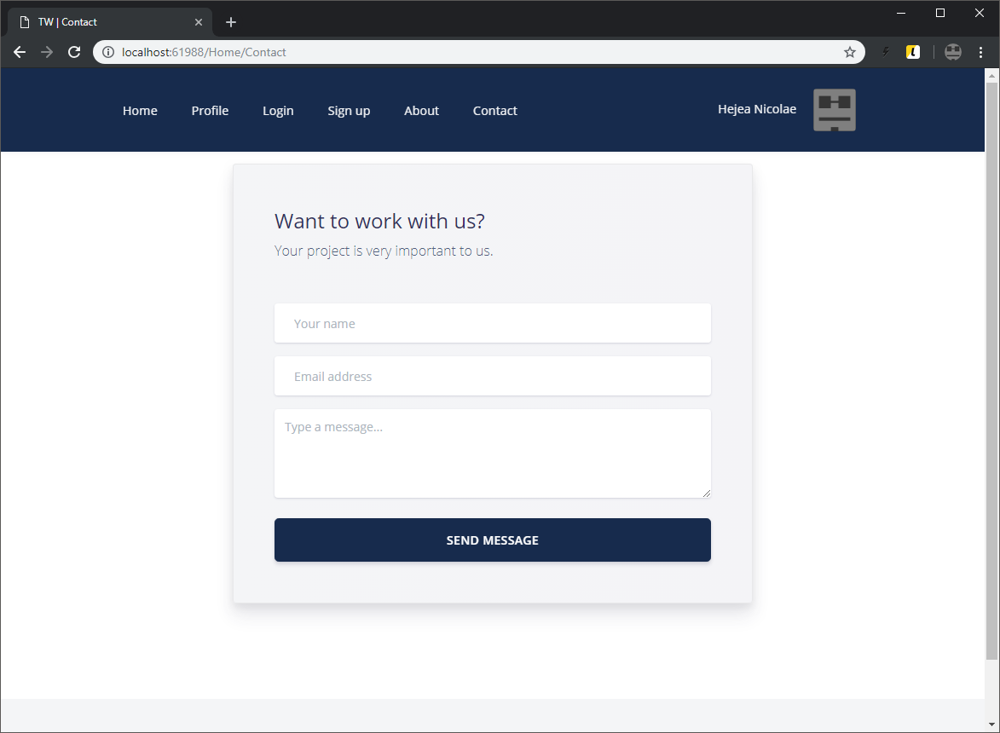 TW | Contact
localhost:61988/Home/Contact
Home Profile Login Sign up About Contact Hejea Nicolae
Want to work with us?
Your project is very important to us.
Your name
Email address
Type a message...
SEND MESSAGE